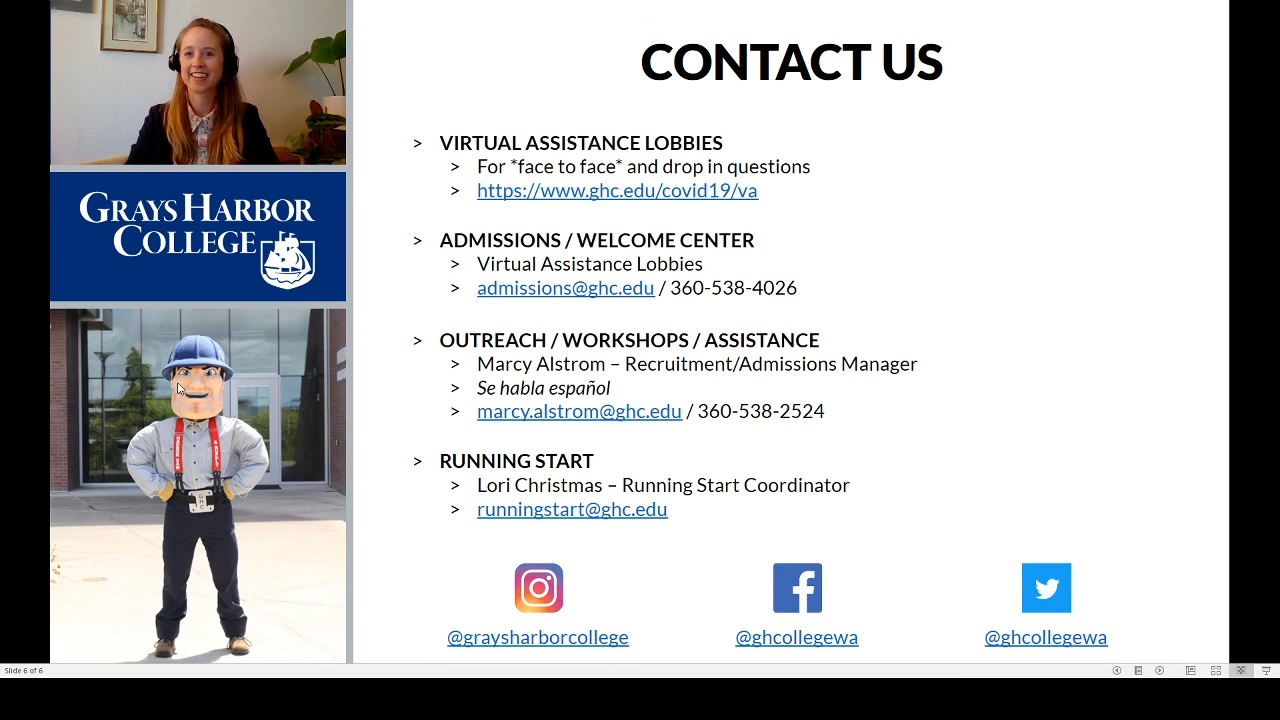 CONTACT US
GRAYS HARBOR
COLLEGE
> VIRTUAL ASSISTANCE LOBBIES
> For *face to face* and drop in questions
> https://www.ghc.edu/covid19/va
> ADMISSIONS / WELCOME CENTER
> Virtual Assistance Lobbies
> admissions@ghc.edu / 360-538-4026
> OUTREACH / WORKSHOPS / ASSISTANCE
> Marcy Alstrom – Recruitment/Admissions Manager
> Se habla español
> marcy.alstrom@ghc.edu / 360-538-2524
> RUNNING START
> Lori Christmas – Running Start Coordinator
> runningstart@ghc.edu
@graysharborcollege
@ghcollegewa
@ghcollegewa
Slide 6 of 6